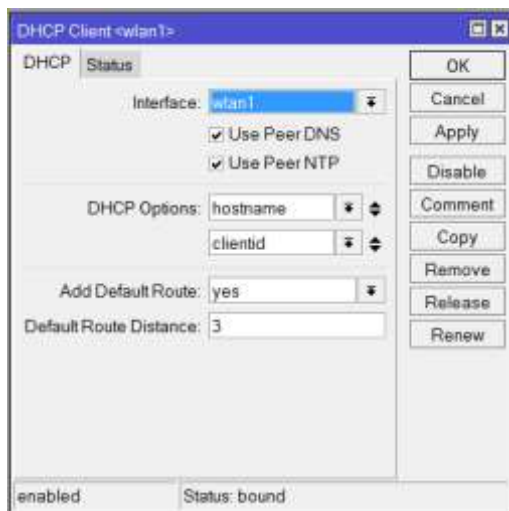 DHCP Client <wlan1>
DHCP Status
OK
Interface: wlan1
Cancel
Use Peer DNS
Apply
Use Peer NTP
Disable
DHCP Options: hostname
Comment
clientid
Copy
Remove
Add Default Route: yes
Release
Default Route Distance: 3
Renew
enabled Status: bound